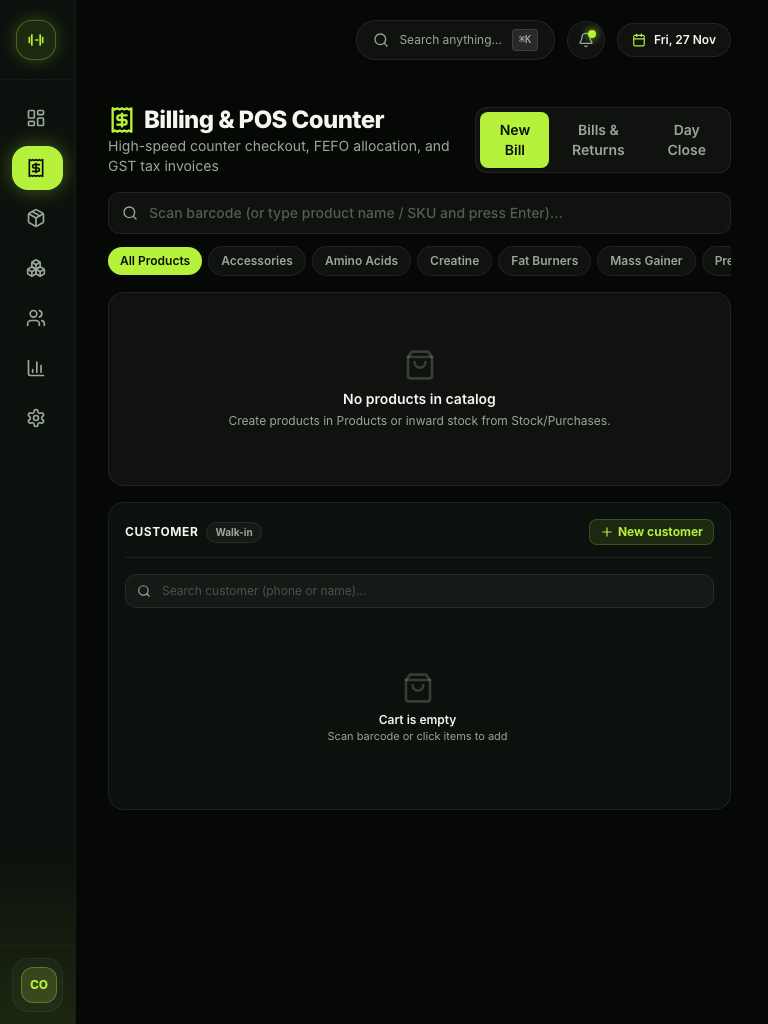 Search anything...
⌘K
Fri, 27 Nov
Billing & POS Counter
High-speed counter checkout, FEFO allocation, and
GST tax invoices
New
Bill
Bills &
Returns
Day
Close
Scan barcode (or type product name / SKU and press Enter)...
All Products
Accessories
Amino Acids
Creatine
Fat Burners
Mass Gainer
Pre
No products in catalog
Create products in Products or inward stock from Stock/Purchases.
CUSTOMER
Walk-in
+ New customer
Search customer (phone or name)...
Cart is empty
Scan barcode or click items to add
CO